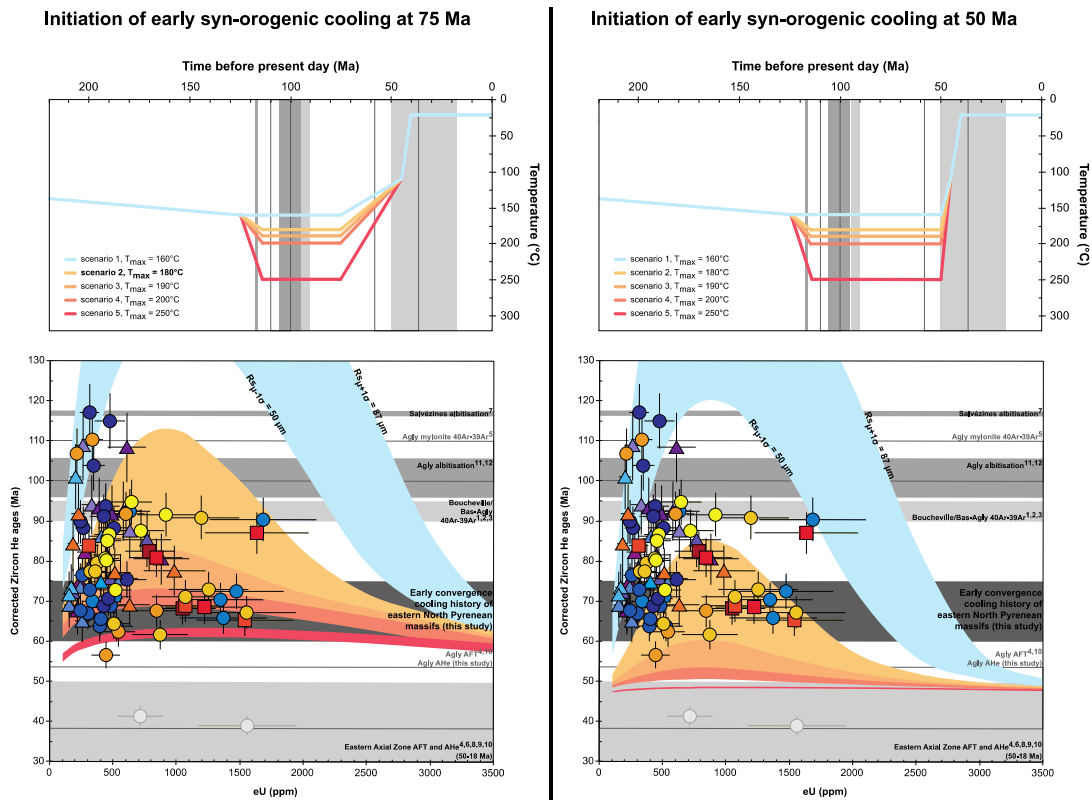 Initiation of early syn-orogenic cooling at 75 Ma
Time before present day (Ma)
200 150 100 50 0
0
50
100
150
200
250
300
Temperature (°C)
scenario 1, Tmax = 160°C
scenario 2, Tmax = 180°C
scenario 3, Tmax = 190°C
scenario 4, Tmax = 200°C
scenario 5, Tmax = 250°C
130
120
110
100
90
80
70
60
50
40
30
Corrected Zircon He ages (Ma)
Rs μ-1σ = 50 μm
Rs μ+1σ = 87 μm
Salvézines albitisation7
Agly mylonite 40Ar-39Ar5
Agly albitisation11,12
Boucheville/
Bas-Agly
40Ar-39Ar1,2,3
Early convergence
cooling history of
eastern North Pyrenean
massifs (this study)
Agly AFT4,10
Agly AHe (this study)
Eastern Axial Zone AFT and AHe4,6,8,9,10
(50-18 Ma)
0 500 1000 1500 2000 2500 3000 3500
eU (ppm)
Initiation of early syn-orogenic cooling at 50 Ma
Time before present day (Ma)
200 150 100 50 0
0
50
100
150
200
250
300
Temperature (°C)
scenario 1, Tmax = 160°C
scenario 2, Tmax = 180°C
scenario 3, Tmax = 190°C
scenario 4, Tmax = 200°C
scenario 5, Tmax = 250°C
130
120
110
100
90
80
70
60
50
40
30
Corrected Zircon He ages (Ma)
Rs μ-1σ = 50 μm
Rs μ+1σ = 87 μm
Salvézines albitisation7
Agly mylonite 40Ar-39Ar5
Agly albitisation11,12
Boucheville/Bas-Agly 40Ar-39Ar1,2,3
Early convergence
cooling history of
eastern North Pyrenean
massifs (this study)
Agly AFT4,10
Agly AHe (this study)
Eastern Axial Zone AFT and AHe4,6,8,9,10
(50-18 Ma)
0 500 1000 1500 2000 2500 3000 3500
eU (ppm)